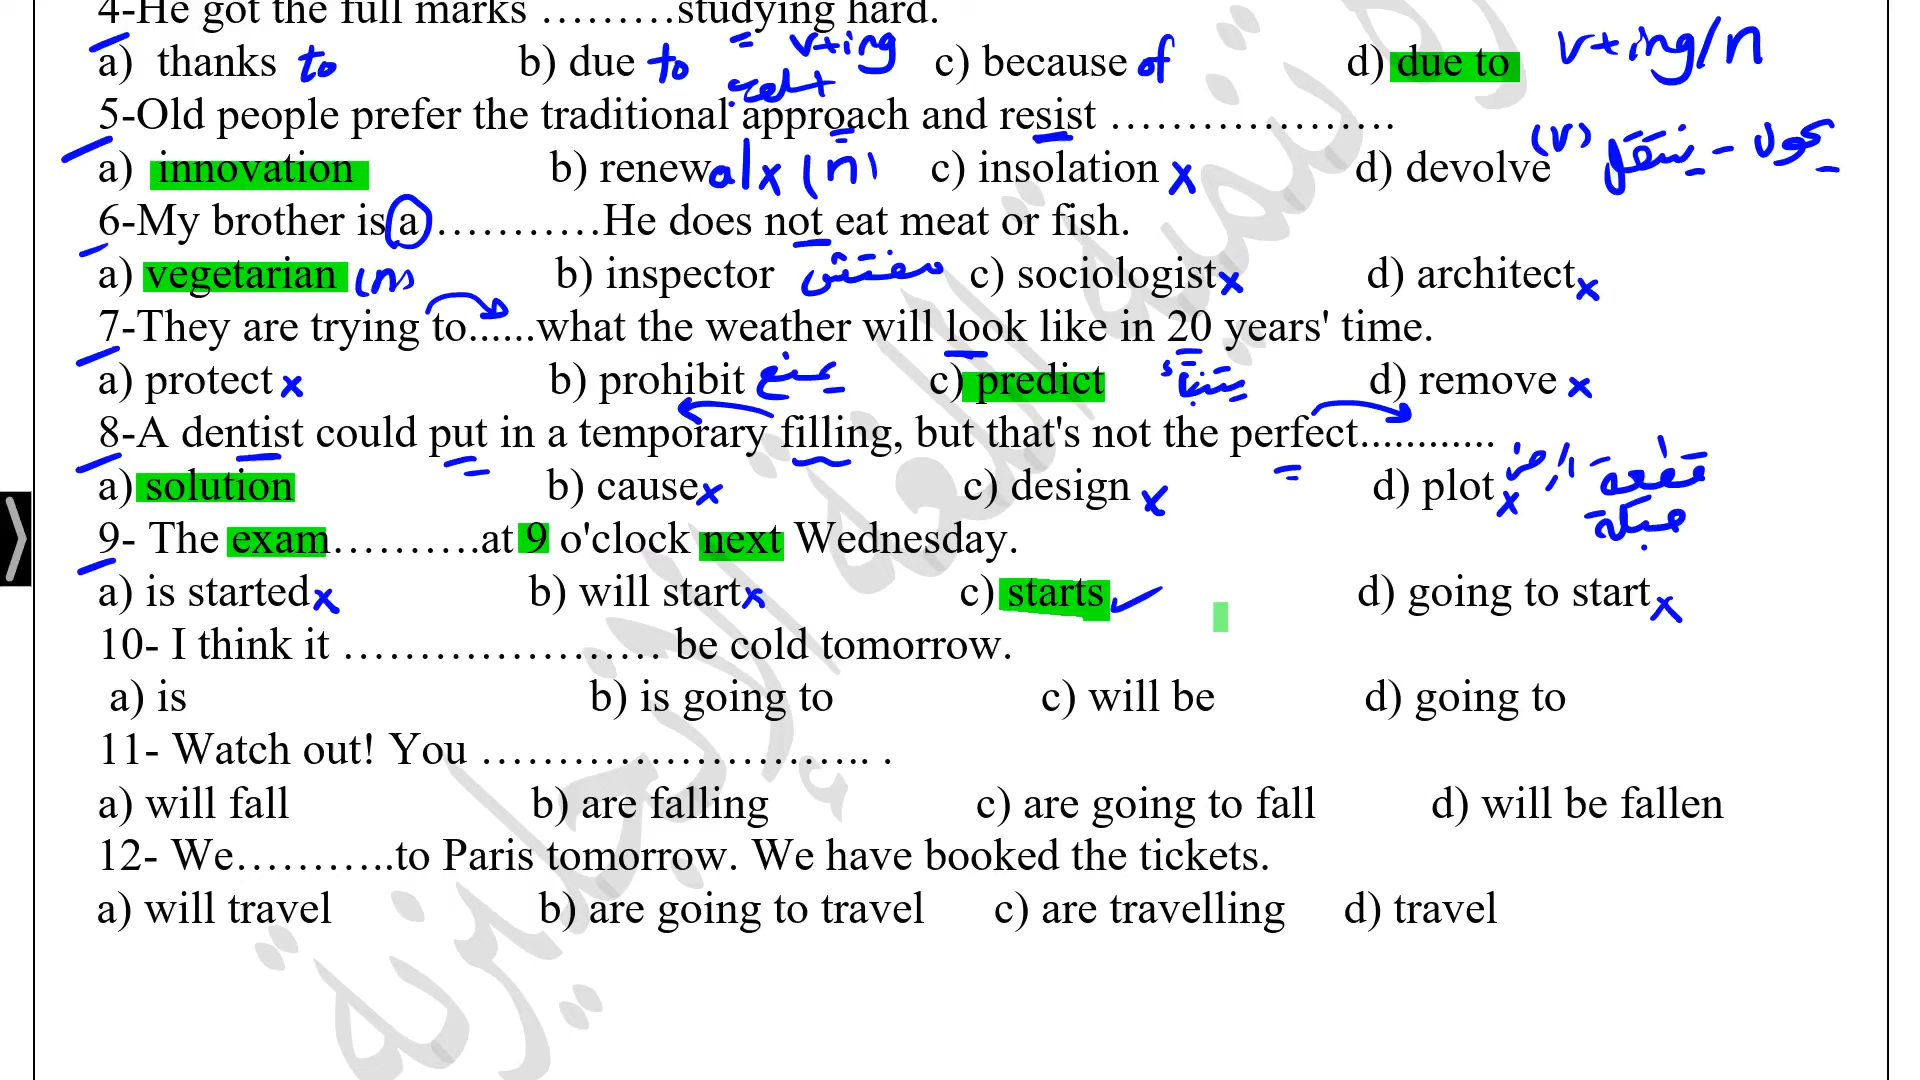 4-He got the full marks ………studying hard.
= v+ing
v+ing/n
a) thanks to b) due to c) because of d) due to
5-Old people prefer the traditional approach and resist ……………….
a) innovation b) renewal x (n) c) insolation x d) devolve (v) ينتقل - يحول
6-My brother is a …………He does not eat meat or fish.
a) vegetarian (n) b) inspector مفتش c) sociologist x d) architect x
7-They are trying to......what the weather will look like in 20 years' time.
a) protect x b) prohibit يمنع c) predict يتنبأ d) remove x
8-A dentist could put in a temporary filling, but that's not the perfect............
a) solution b) cause x c) design x d) plot x قطعة ارض
حبكة
9- The exam……….at 9 o'clock next Wednesday.
a) is started x b) will start x c) starts ✓ d) going to start x
10- I think it ………………… be cold tomorrow.
a) is b) is going to c) will be d) going to
11- Watch out! You …………………….. .
a) will fall b) are falling c) are going to fall d) will be fallen
12- We………..to Paris tomorrow. We have booked the tickets.
a) will travel b) are going to travel c) are travelling d) travel
تنمية اللغة الإنجليزية